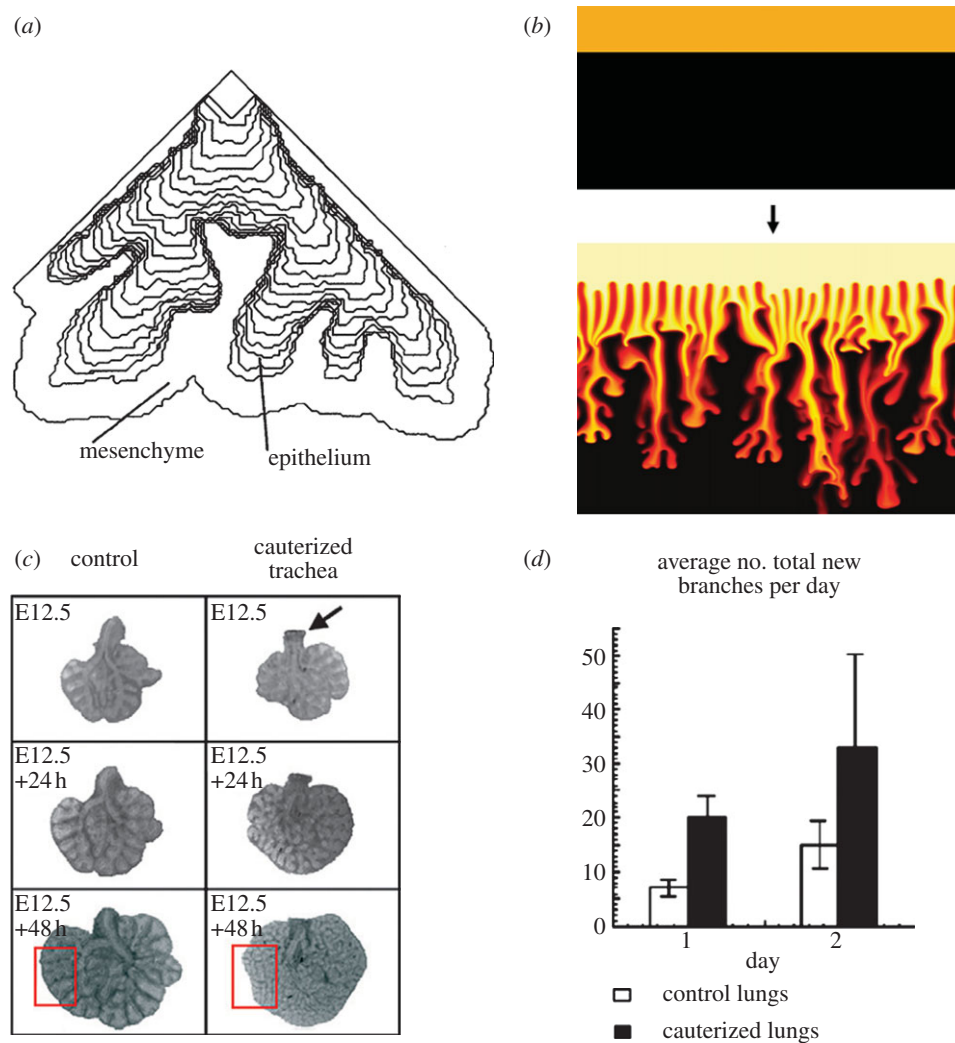 (a)
mesenchyme
epithelium
(b)
(c)
control
cauterized
trachea
E12.5
E12.5
E12.5
+24 h
E12.5
+24 h
E12.5
+48 h
E12.5
+48 h
(d)
average no. total new
branches per day
50
40
30
20
10
0
1
2
day
control lungs
cauterized lungs